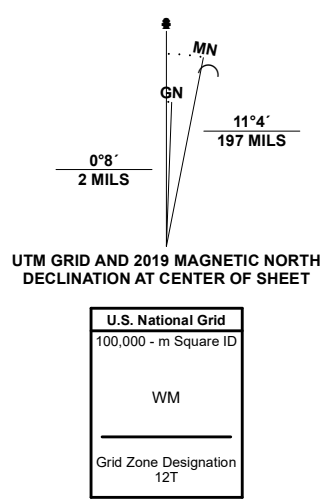 MN
GN
11°4´
197 MILS
0°8´
2 MILS
UTM GRID AND 2019 MAGNETIC NORTH
DECLINATION AT CENTER OF SHEET
U.S. National Grid
100,000 - m Square ID
WM
Grid Zone Designation
12T